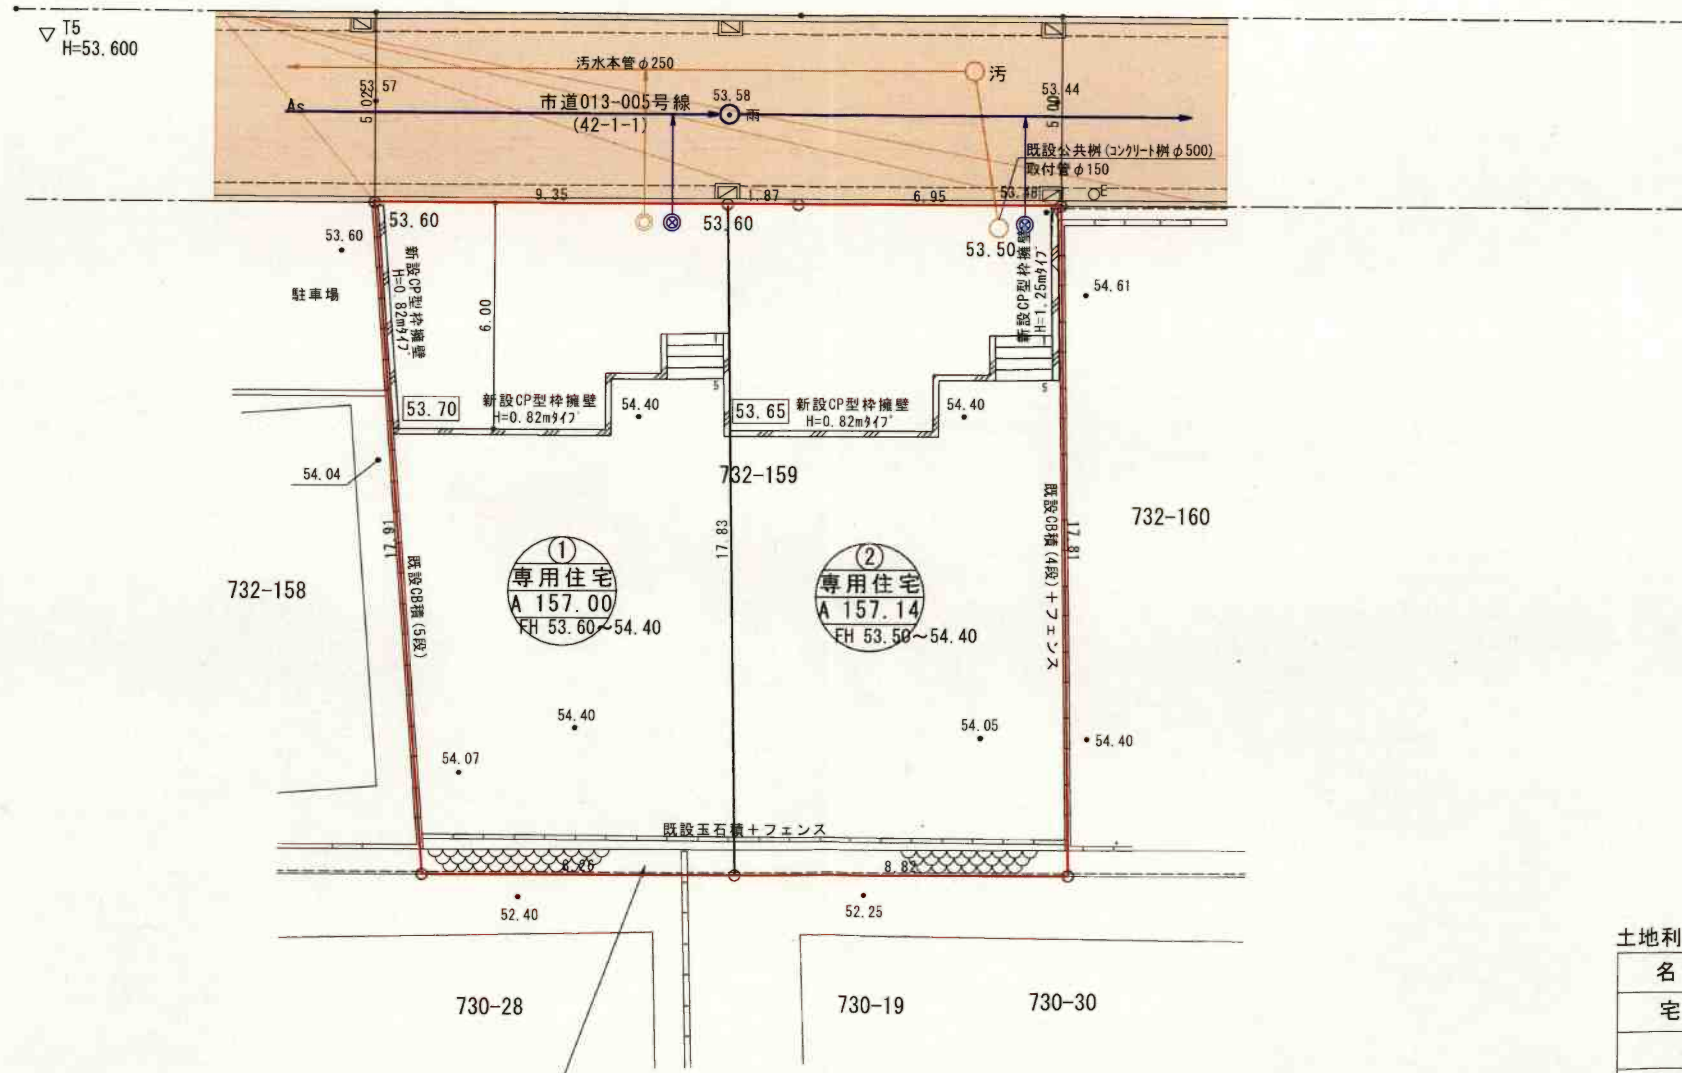 T5
H=53.600
汚水本管φ250
汚
53.57
53.58
53.44
As
5.02
市道013-005号線
雨
5.00
(42-1-1)
既設公共桝(コンクリート桝φ500)
取付管φ150
9.35
1.87
6.95
53.48
E
53.60
53.60
53.50
53.60
新設CP型枠擁壁
H=0.82mタイプ
新設CP型枠擁壁
H=1.25mタイプ
駐車場
54.61
6.00
5
5
53.70
新設CP型枠擁壁
H=0.82mタイプ
54.40
53.65
新設CP型枠擁壁
H=0.82mタイプ
54.40
54.04
732-159
17.91
17.83
既設CB積(4段)+フェンス
17.81
732-160
732-158
既設CB積(5段)
①
専用住宅
A 157.00
FH 53.60~54.40
②
専用住宅
A 157.14
FH 53.50~54.40
54.40
54.05
54.40
54.07
既設玉石積+フェンス
8.26
8.82
52.40
52.25
土地利
名
宅
730-28
730-19
730-30